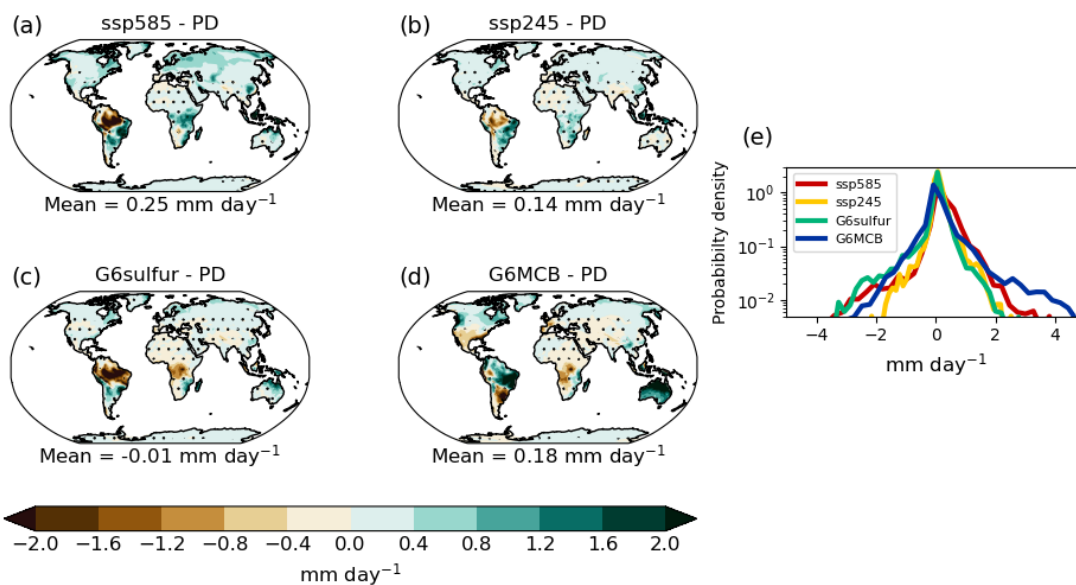 (a)
ssp585 - PD
Mean = 0.25 mm day⁻¹
(b)
ssp245 - PD
Mean = 0.14 mm day⁻¹
(c)
G6sulfur - PD
Mean = -0.01 mm day⁻¹
(d)
G6MCB - PD
Mean = 0.18 mm day⁻¹
−2.0 −1.6 −1.2 −0.8 −0.4 0.0 0.4 0.8 1.2 1.6 2.0
mm day⁻¹
(e)
Probabibilty density
10⁰
10⁻¹
10⁻²
ssp585
ssp245
G6sulfur
G6MCB
−4 −2 0 2 4
mm day⁻¹